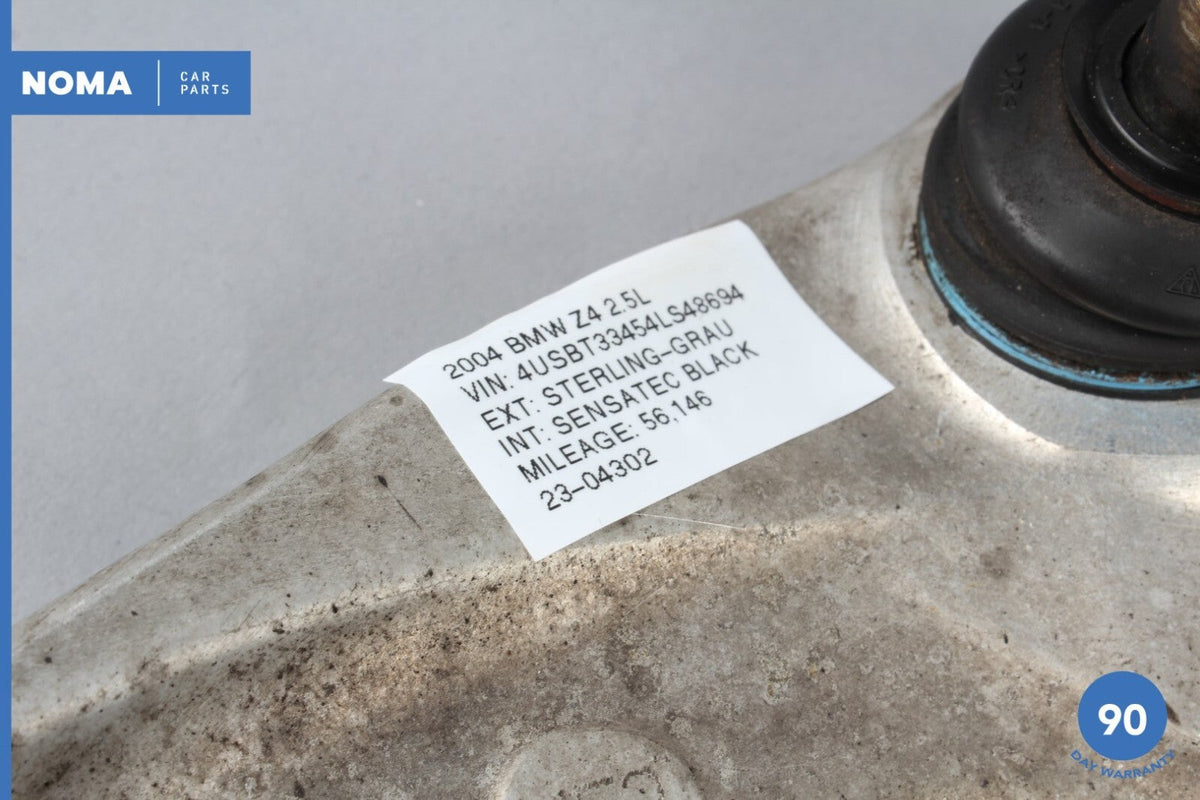 NOMA
CAR
PARTS
2004 BMW Z4 2.5L
VIN: 4USBT33454LS48694
EXT: STERLING-GRAU
INT: SENSATEC BLACK
MILEAGE: 56,146
23-04302
90
DAY WARRANTY